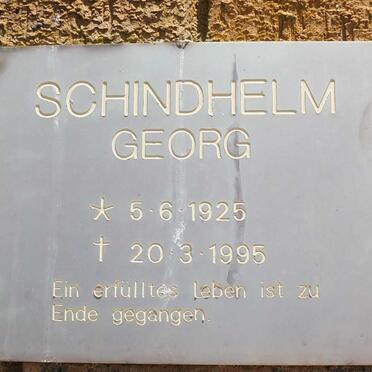 SCHINDHELM
GEORG
* 5·6·1925
† 20·3·1995
Ein erfülltes Leben ist zu
Ende gegangen.